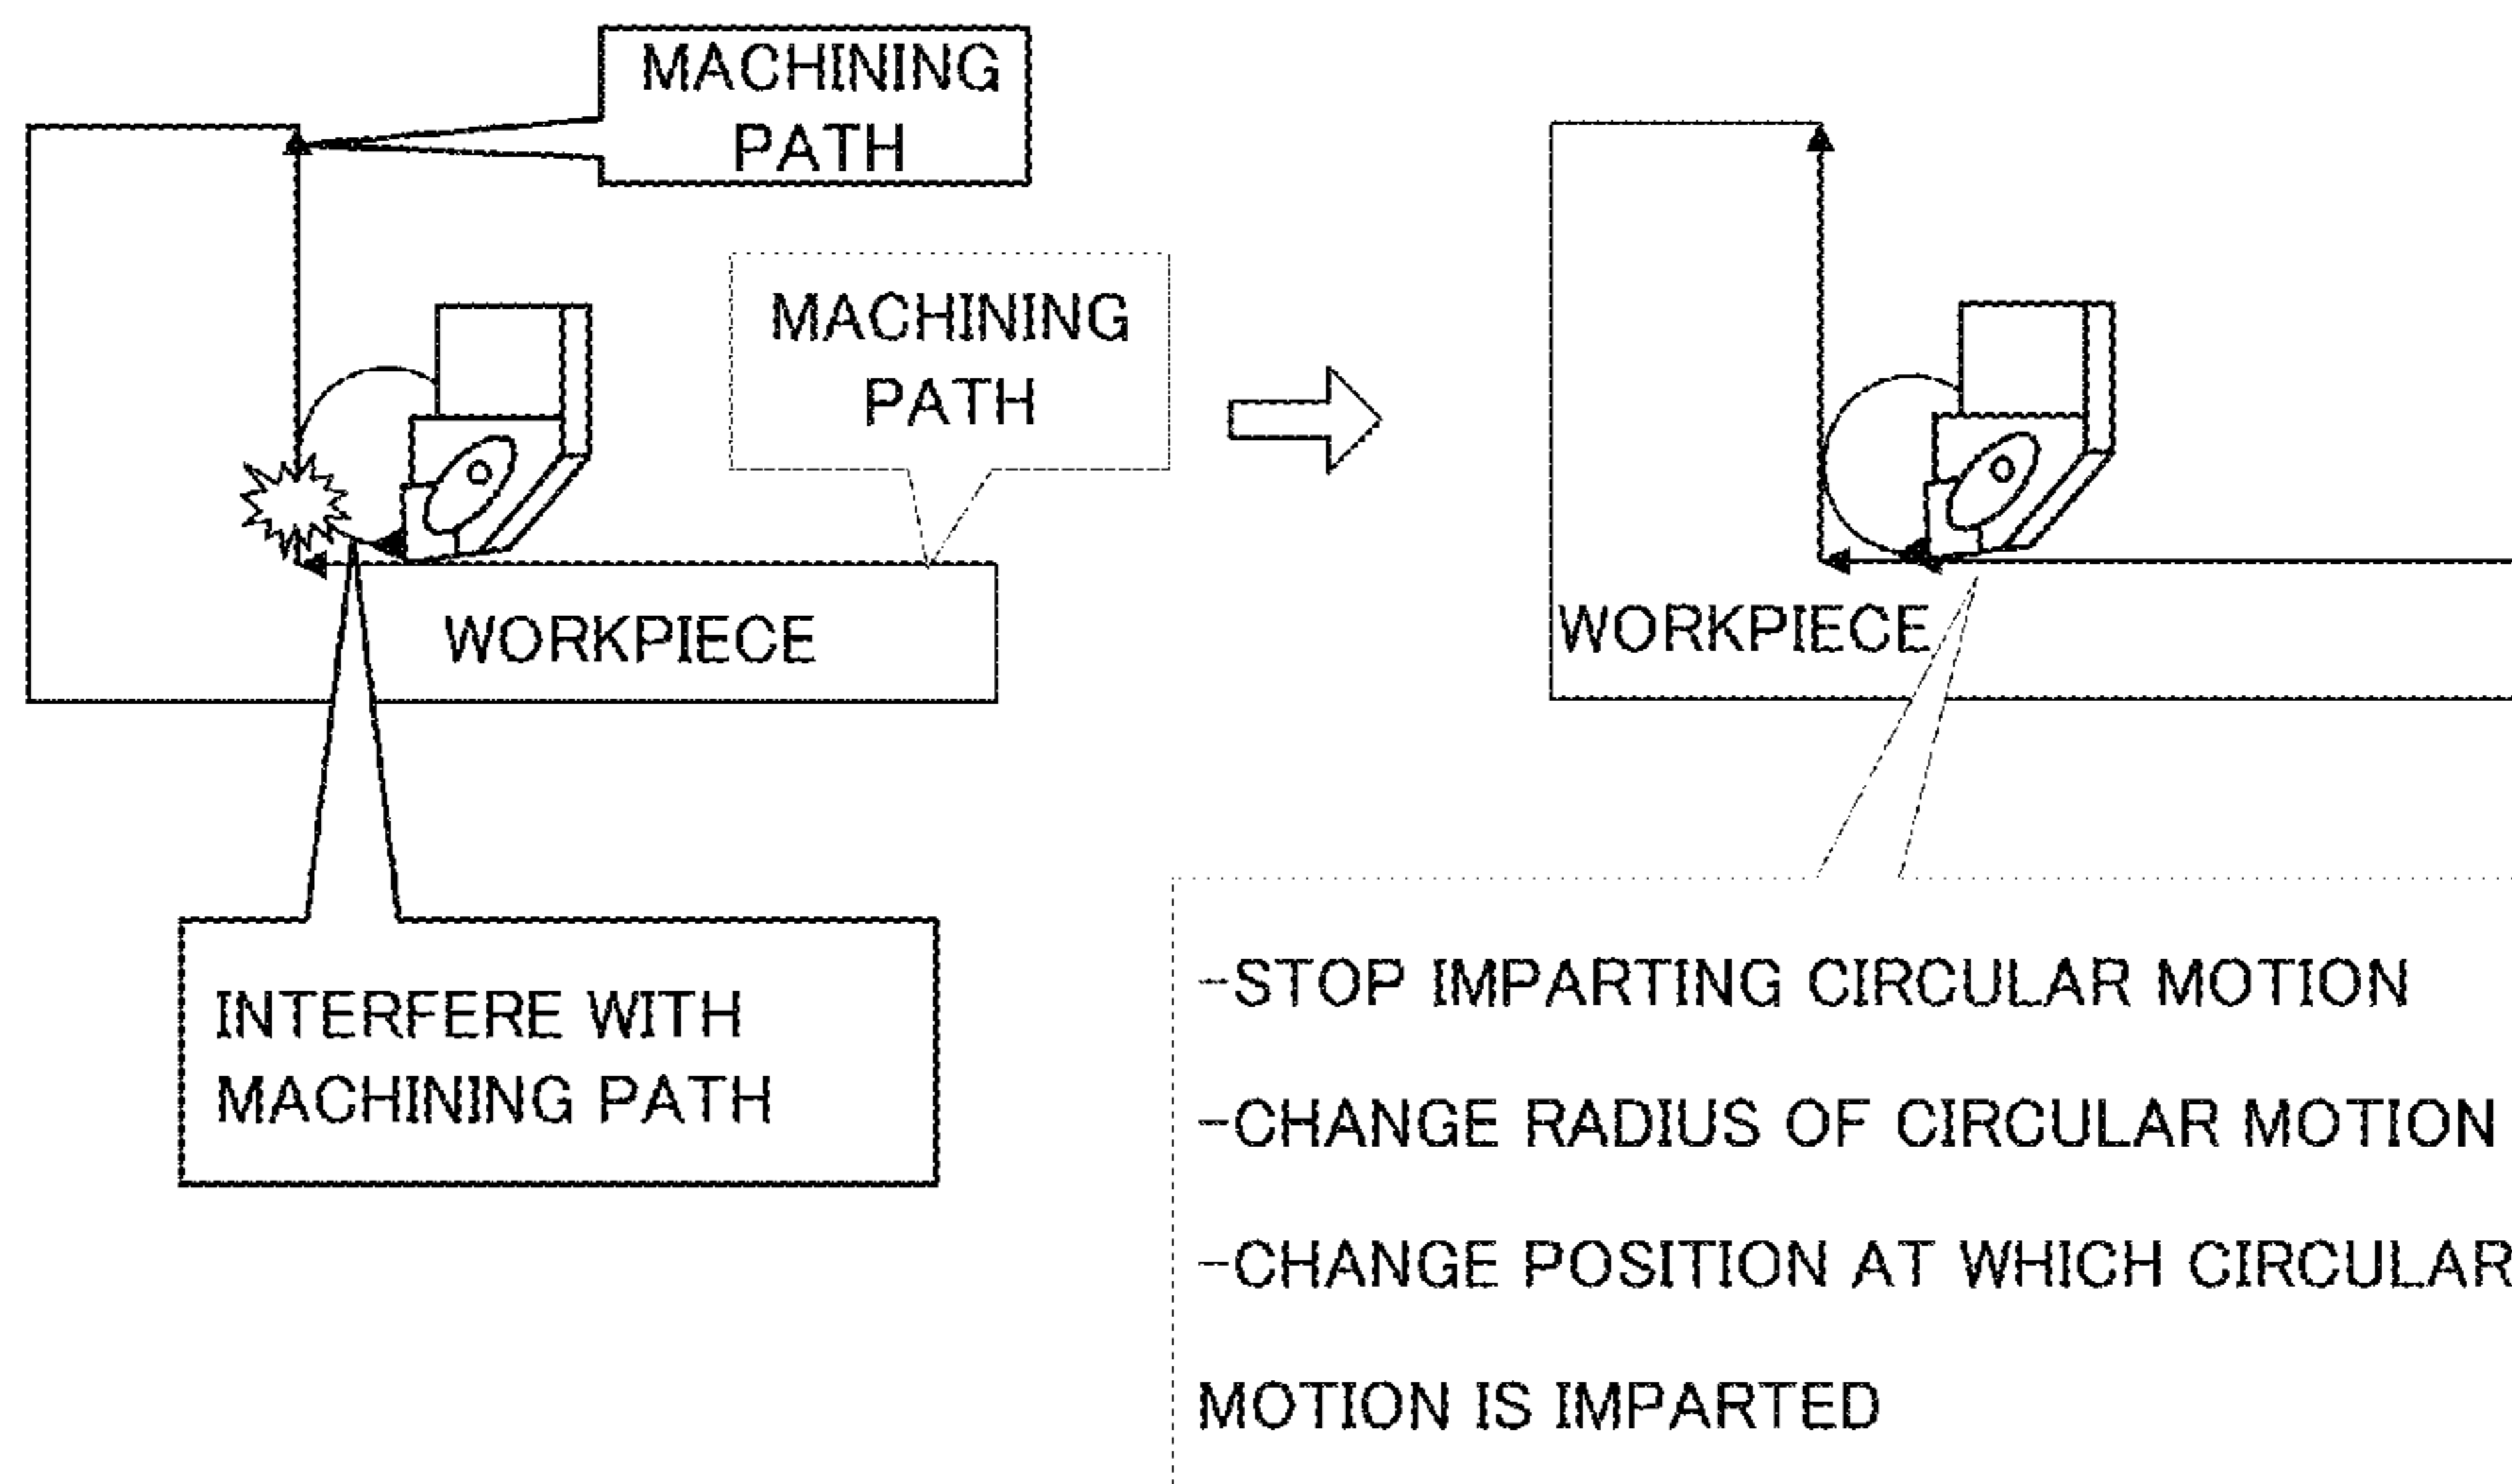 MACHINING
PATH
MACHINING
PATH
WORKPIECE
WORKPIECE
INTERFERE WITH
MACHINING PATH
-STOP IMPARTING CIRCULAR MOTION
-CHANGE RADIUS OF CIRCULAR MOTION
-CHANGE POSITION AT WHICH CIRCULAR
MOTION IS IMPARTED